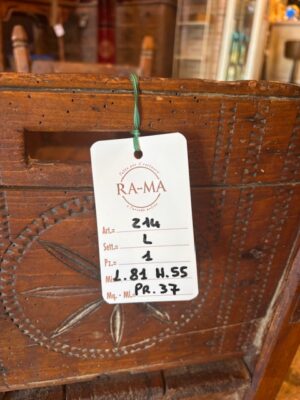 RA-MA
Art.= 214
Sett.= L
Pz.= 1
Mis. L.81 H.55
Mq. - Ml.= PR.37